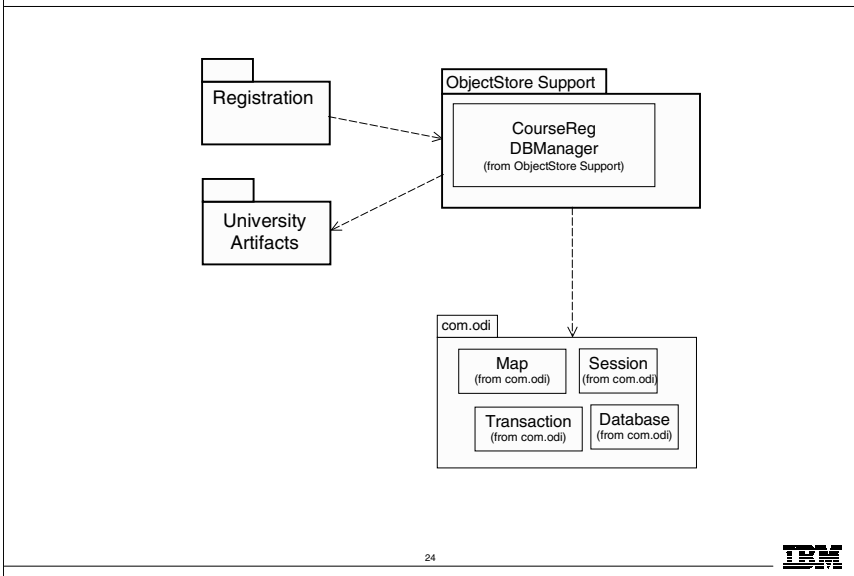 Registration
ObjectStore Support
CourseReg
DBManager
(from ObjectStore Support)
University
Artifacts
com.odi
Map
(from com.odi)
Session
(from com.odi)
Transaction
(from com.odi)
Database
(from com.odi)
24
IBM